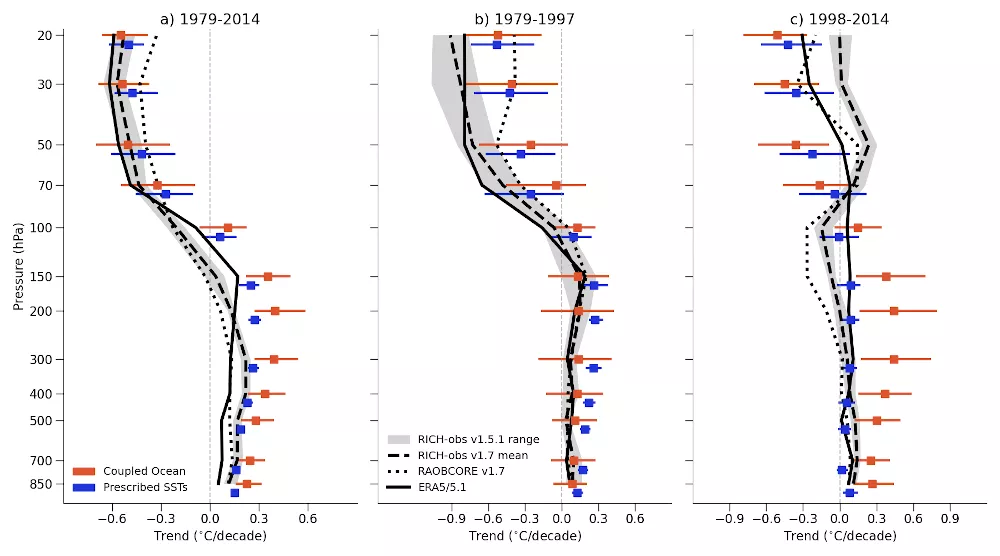 a) 1979-2014
b) 1979-1997
c) 1998-2014
Pressure (hPa)
20
30
50
70
100
150
200
300
400
500
700
850
Coupled Ocean
Prescribed SSTs
RICH-obs v1.5.1 range
RICH-obs v1.7 mean
RAOBCORE v1.7
ERA5/5.1
−0.6 −0.3 0.0 0.3 0.6
−0.9 −0.6 −0.3 0.0 0.3 0.6
−0.9 −0.6 −0.3 0.0 0.3 0.6 0.9
Trend (°C/decade)
Trend (°C/decade)
Trend (°C/decade)